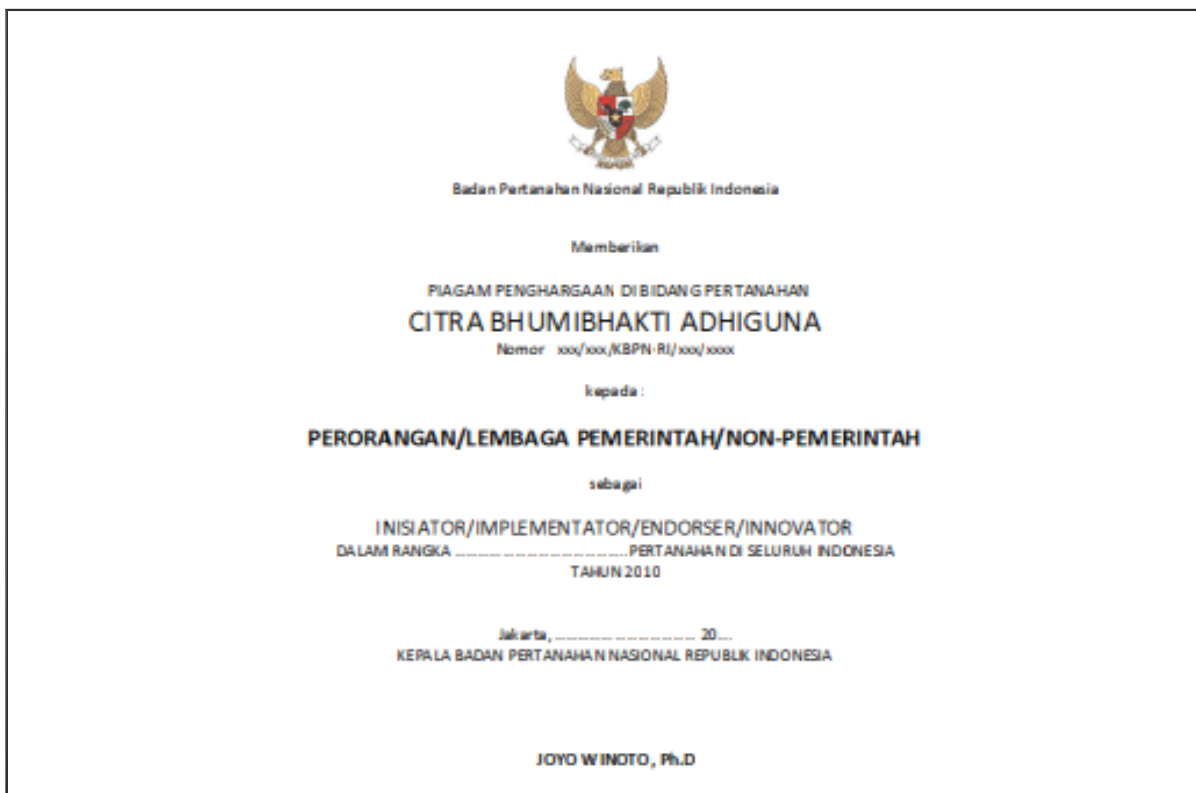 Badan Pertanahan Nasional Republik Indonesia
Memberikan
PIAGAM PENGHARGAAN DI BIDANG PERTANAHAN
CITRA BHUMIBHAKTI ADHIGUNA
Nomor xxx/xxx/KBPN-RI/xxx/xxxx
kepada :
PERORANGAN/LEMBAGA PEMERINTAH/NON-PEMERINTAH
sebagai
INISIATOR/IMPLEMENTATOR/ENDORSER/INNOVATOR
DALAM RANGKA ........................................ PERTANAHAN DI SELURUH INDONESIA
TAHUN 2010
Jakarta, ................................ 20....
KEPALA BADAN PERTANAHAN NASIONAL REPUBLIK INDONESIA
JOYO WINOTO, Ph.D